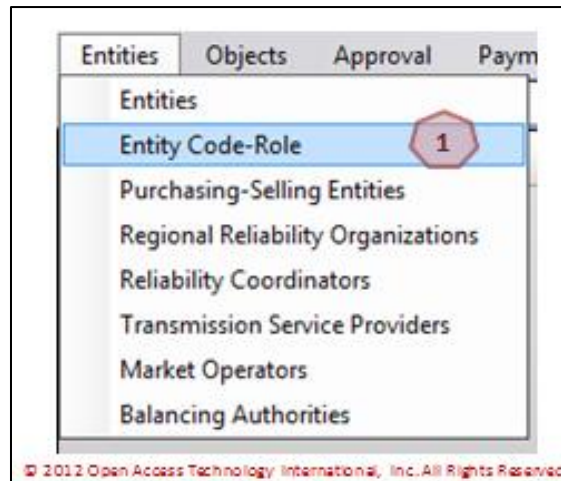 Entities Objects Approval Paym
Entities
Entity Code-Role 1
Purchasing-Selling Entities
Regional Reliability Organizations
Reliability Coordinators
Transmission Service Providers
Market Operators
Balancing Authorities
© 2012 Open Access Technology International, Inc. All Rights Reserved